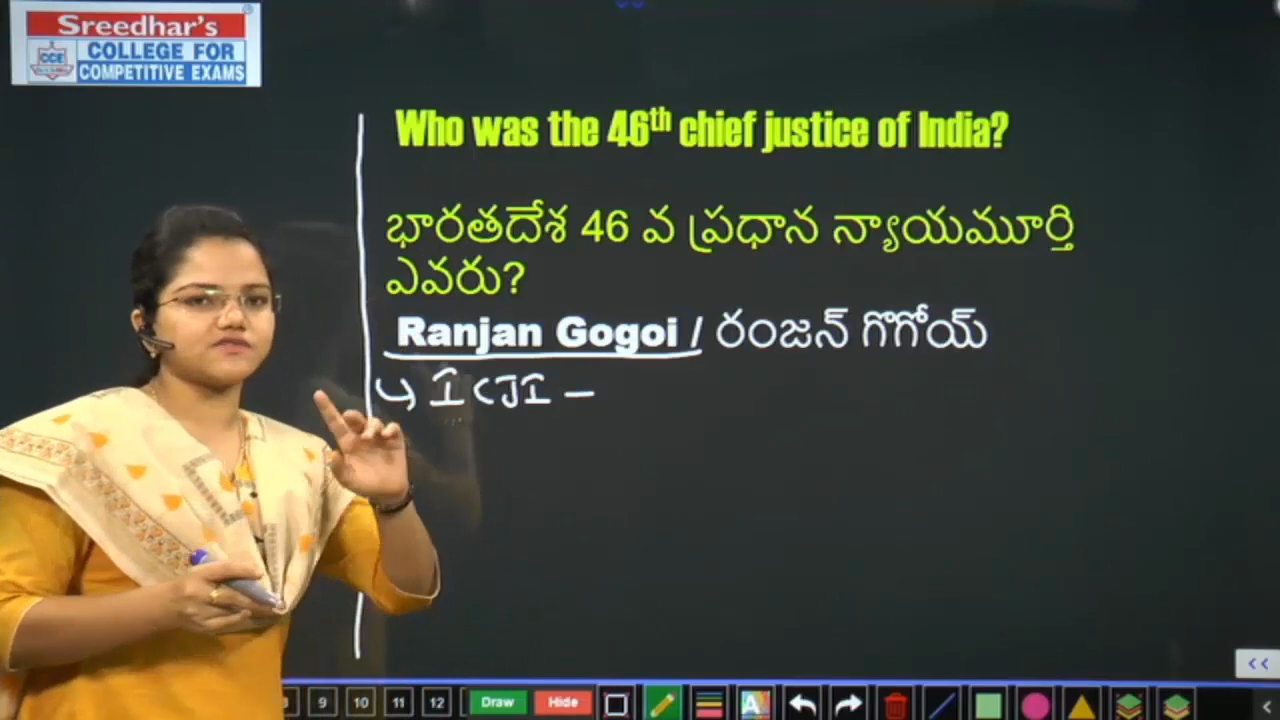 Sreedhar's
CCE
COLLEGE FOR
COMPETITIVE EXAMS
Who was the 46th chief justice of India?
భారతదేశ 46 వ ప్రధాన న్యాయమూర్తి
ఎవరు?
Ranjan Gogoi / రంజన్ గొగోయ్
↳ I CJI –
9 10 11 12 Draw Hide
<<